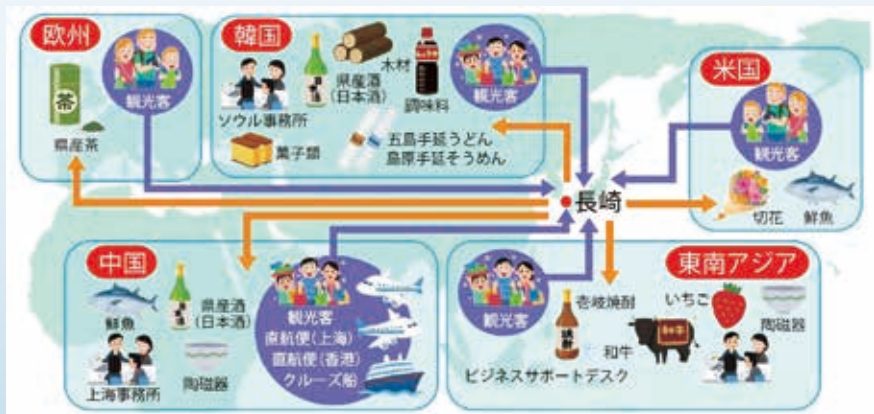 欧州
茶
県産茶
観光客
韓国
ソウル事務所
県産酒
(日本酒)
木材
調味料
観光客
菓子類
五島手延うどん
島原手延そうめん
米国
観光客
切花
鮮魚
長崎
中国
鮮魚
県産酒
(日本酒)
上海事務所
陶磁器
観光客
直航便(上海)
直航便(香港)
クルーズ船
東南アジア
観光客
壱岐焼酎
焼酎
ビジネスサポートデスク
和牛
いちご
陶磁器